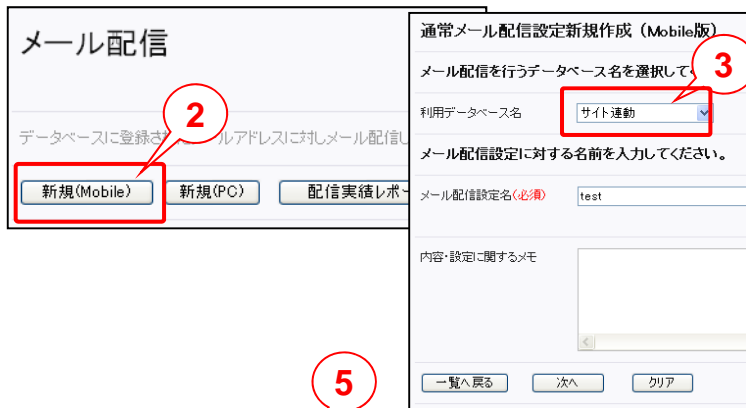 メール配信
2
データベースに登録さ
ールアドレスに対しメール配信し
新規(Mobile)
新規(PC)
配信実績レポー
通常メール配信設定新規作成（Mobile版）
メール配信を行うデータベース名を選択して
3
利用データベース名
サイト連動
メール配信設定に対する名前を入力してください。
メール配信設定名(必須)
test
内容・設定に関するメモ
一覧へ戻る
次へ
クリア
5